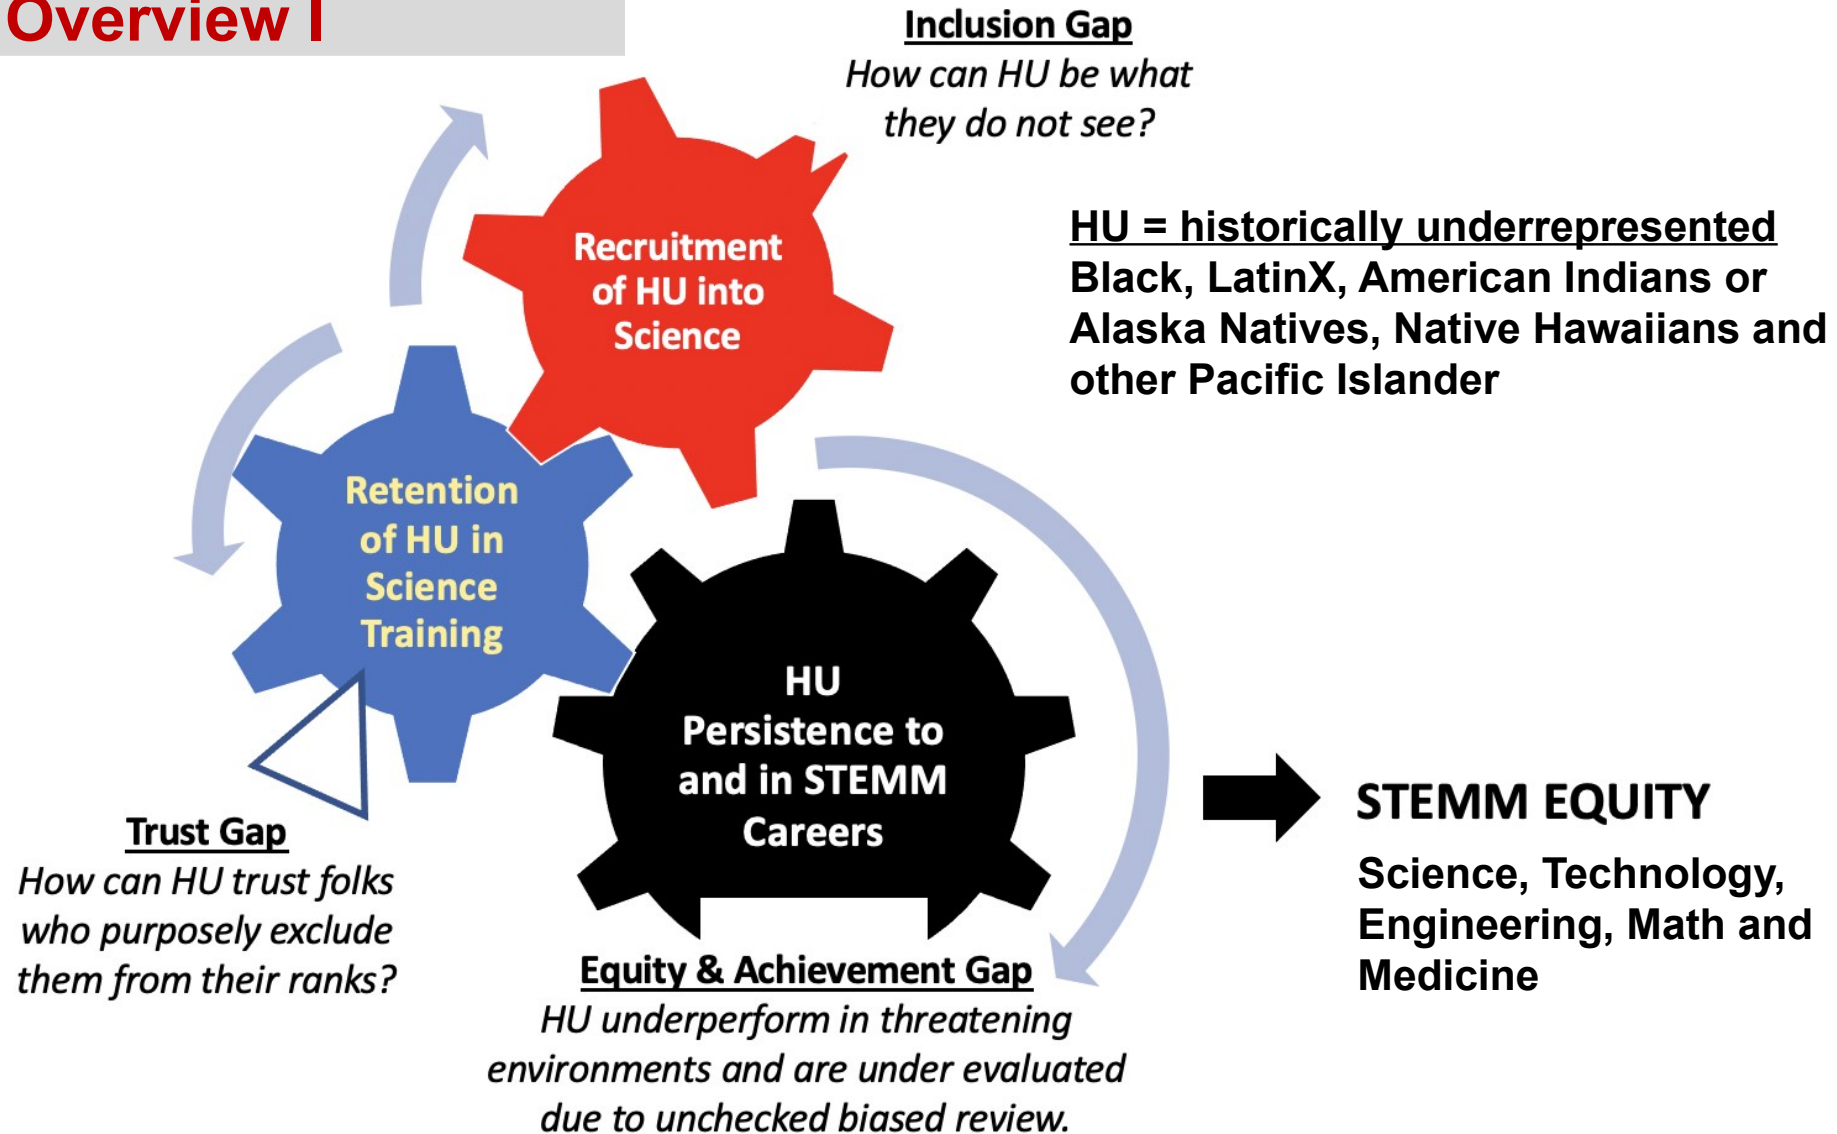 Overview I
Inclusion Gap
How can HU be what
they do not see?
Recruitment
of HU into
Science
HU = historically underrepresented
Black, LatinX, American Indians or
Alaska Natives, Native Hawaiians and
other Pacific Islander
Retention
of HU in
Science
Training
HU
Persistence to
and in STEMM
Careers
Trust Gap
How can HU trust folks
who purposely exclude
them from their ranks?
Equity & Achievement Gap
HU underperform in threatening
environments and are under evaluated
due to unchecked biased review.
STEMM EQUITY
Science, Technology,
Engineering, Math and
Medicine